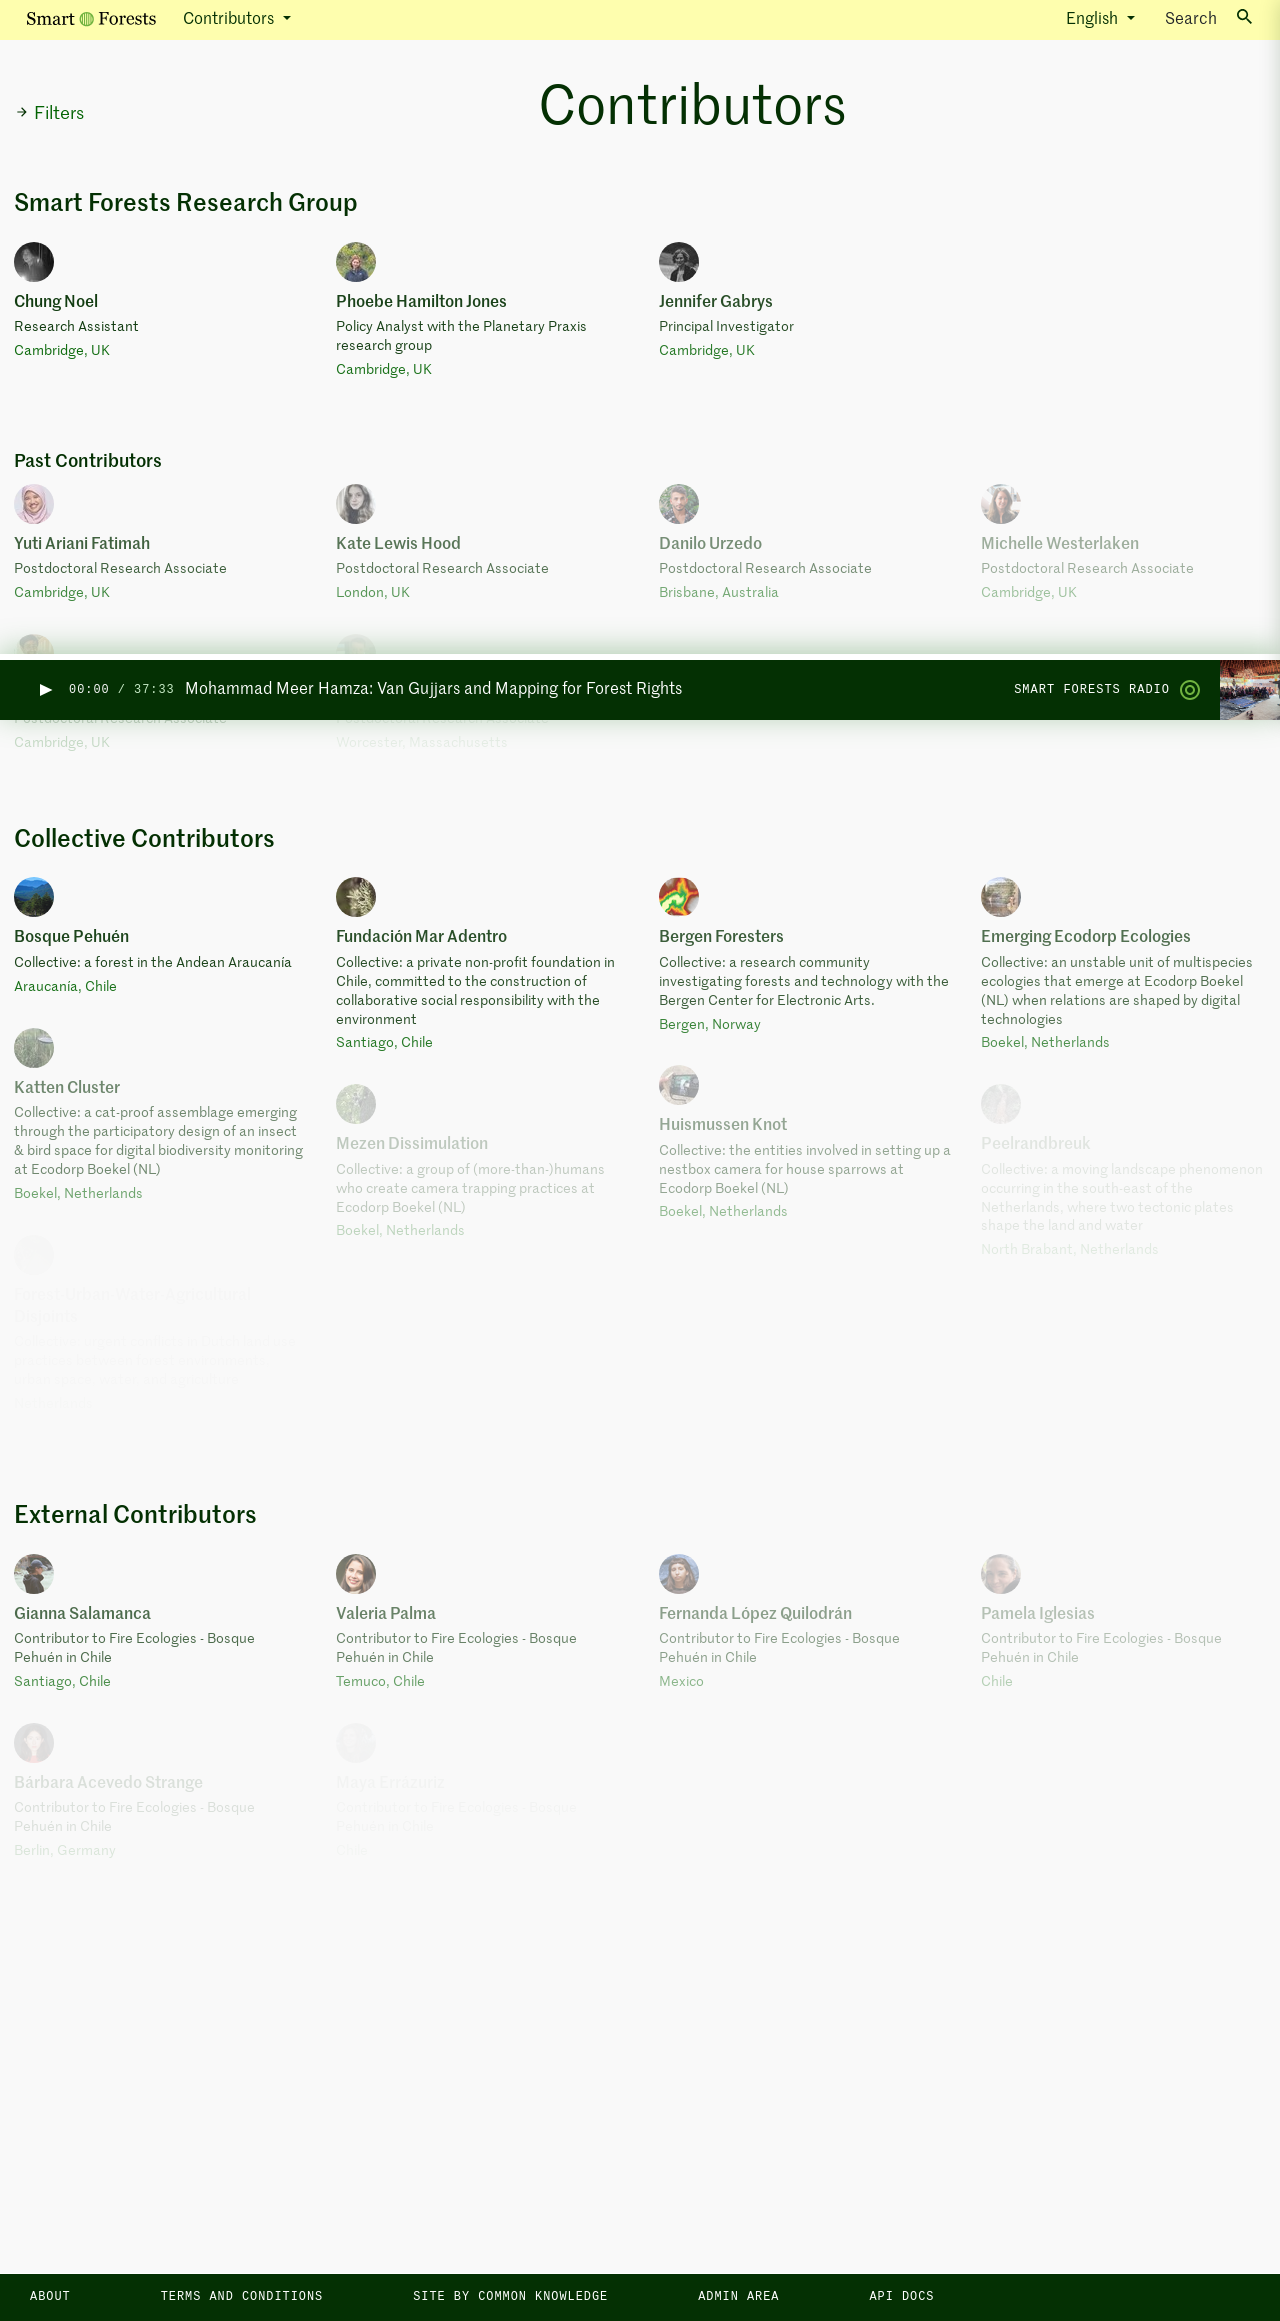 Smart Forests
Contributors
English
Search
Filters
Contributors
Smart Forests Research Group
Chung Noel
Research Assistant
Cambridge, UK
Phoebe Hamilton Jones
Policy Analyst with the Planetary Praxis
research group
Cambridge, UK
Jennifer Gabrys
Principal Investigator
Cambridge, UK
Past Contributors
Yuti Ariani Fatimah
Postdoctoral Research Associate
Cambridge, UK
Kate Lewis Hood
Postdoctoral Research Associate
London, UK
Danilo Urzedo
Postdoctoral Research Associate
Brisbane, Australia
Michelle Westerlaken
Postdoctoral Research Associate
Cambridge, UK
00:00 / 37:33
Mohammad Meer Hamza: Van Gujjars and Mapping for Forest Rights
SMART FORESTS RADIO
Postdoctoral Research Associate
Cambridge, UK
Postdoctoral Research Associate
Worcester, Massachusetts
Collective Contributors
Bosque Pehuén
Collective: a forest in the Andean Araucanía
Araucanía, Chile
Fundación Mar Adentro
Collective: a private non-profit foundation in
Chile, committed to the construction of
collaborative social responsibility with the
environment
Santiago, Chile
Bergen Foresters
Collective: a research community
investigating forests and technology with the
Bergen Center for Electronic Arts.
Bergen, Norway
Emerging Ecodorp Ecologies
Collective: an unstable unit of multispecies
ecologies that emerge at Ecodorp Boekel
(NL) when relations are shaped by digital
technologies
Boekel, Netherlands
Katten Cluster
Collective: a cat-proof assemblage emerging
through the participatory design of an insect
& bird space for digital biodiversity monitoring
at Ecodorp Boekel (NL)
Boekel, Netherlands
Mezen Dissimulation
Collective: a group of (more-than-)humans
who create camera trapping practices at
Ecodorp Boekel (NL)
Boekel, Netherlands
Huismussen Knot
Collective: the entities involved in setting up a
nestbox camera for house sparrows at
Ecodorp Boekel (NL)
Boekel, Netherlands
Peelrandbreuk
Collective: a moving landscape phenomenon
occurring in the south-east of the
Netherlands, where two tectonic plates
shape the land and water
North Brabant, Netherlands
External Contributors
Gianna Salamanca
Contributor to Fire Ecologies - Bosque
Pehuén in Chile
Santiago, Chile
Valeria Palma
Contributor to Fire Ecologies - Bosque
Pehuén in Chile
Temuco, Chile
Fernanda López Quilodrán
Contributor to Fire Ecologies - Bosque
Pehuén in Chile
Mexico
Pamela Iglesias
Contributor to Fire Ecologies - Bosque
Pehuén in Chile
Chile
Bárbara Acevedo Strange
Contributor to Fire Ecologies - Bosque
Pehuén in Chile
Berlin, Germany
Maya Errázuriz
Contributor to Fire Ecologies - Bosque
Pehuén in Chile
Chile
ABOUT
TERMS AND CONDITIONS
SITE BY COMMON KNOWLEDGE
ADMIN AREA
API DOCS